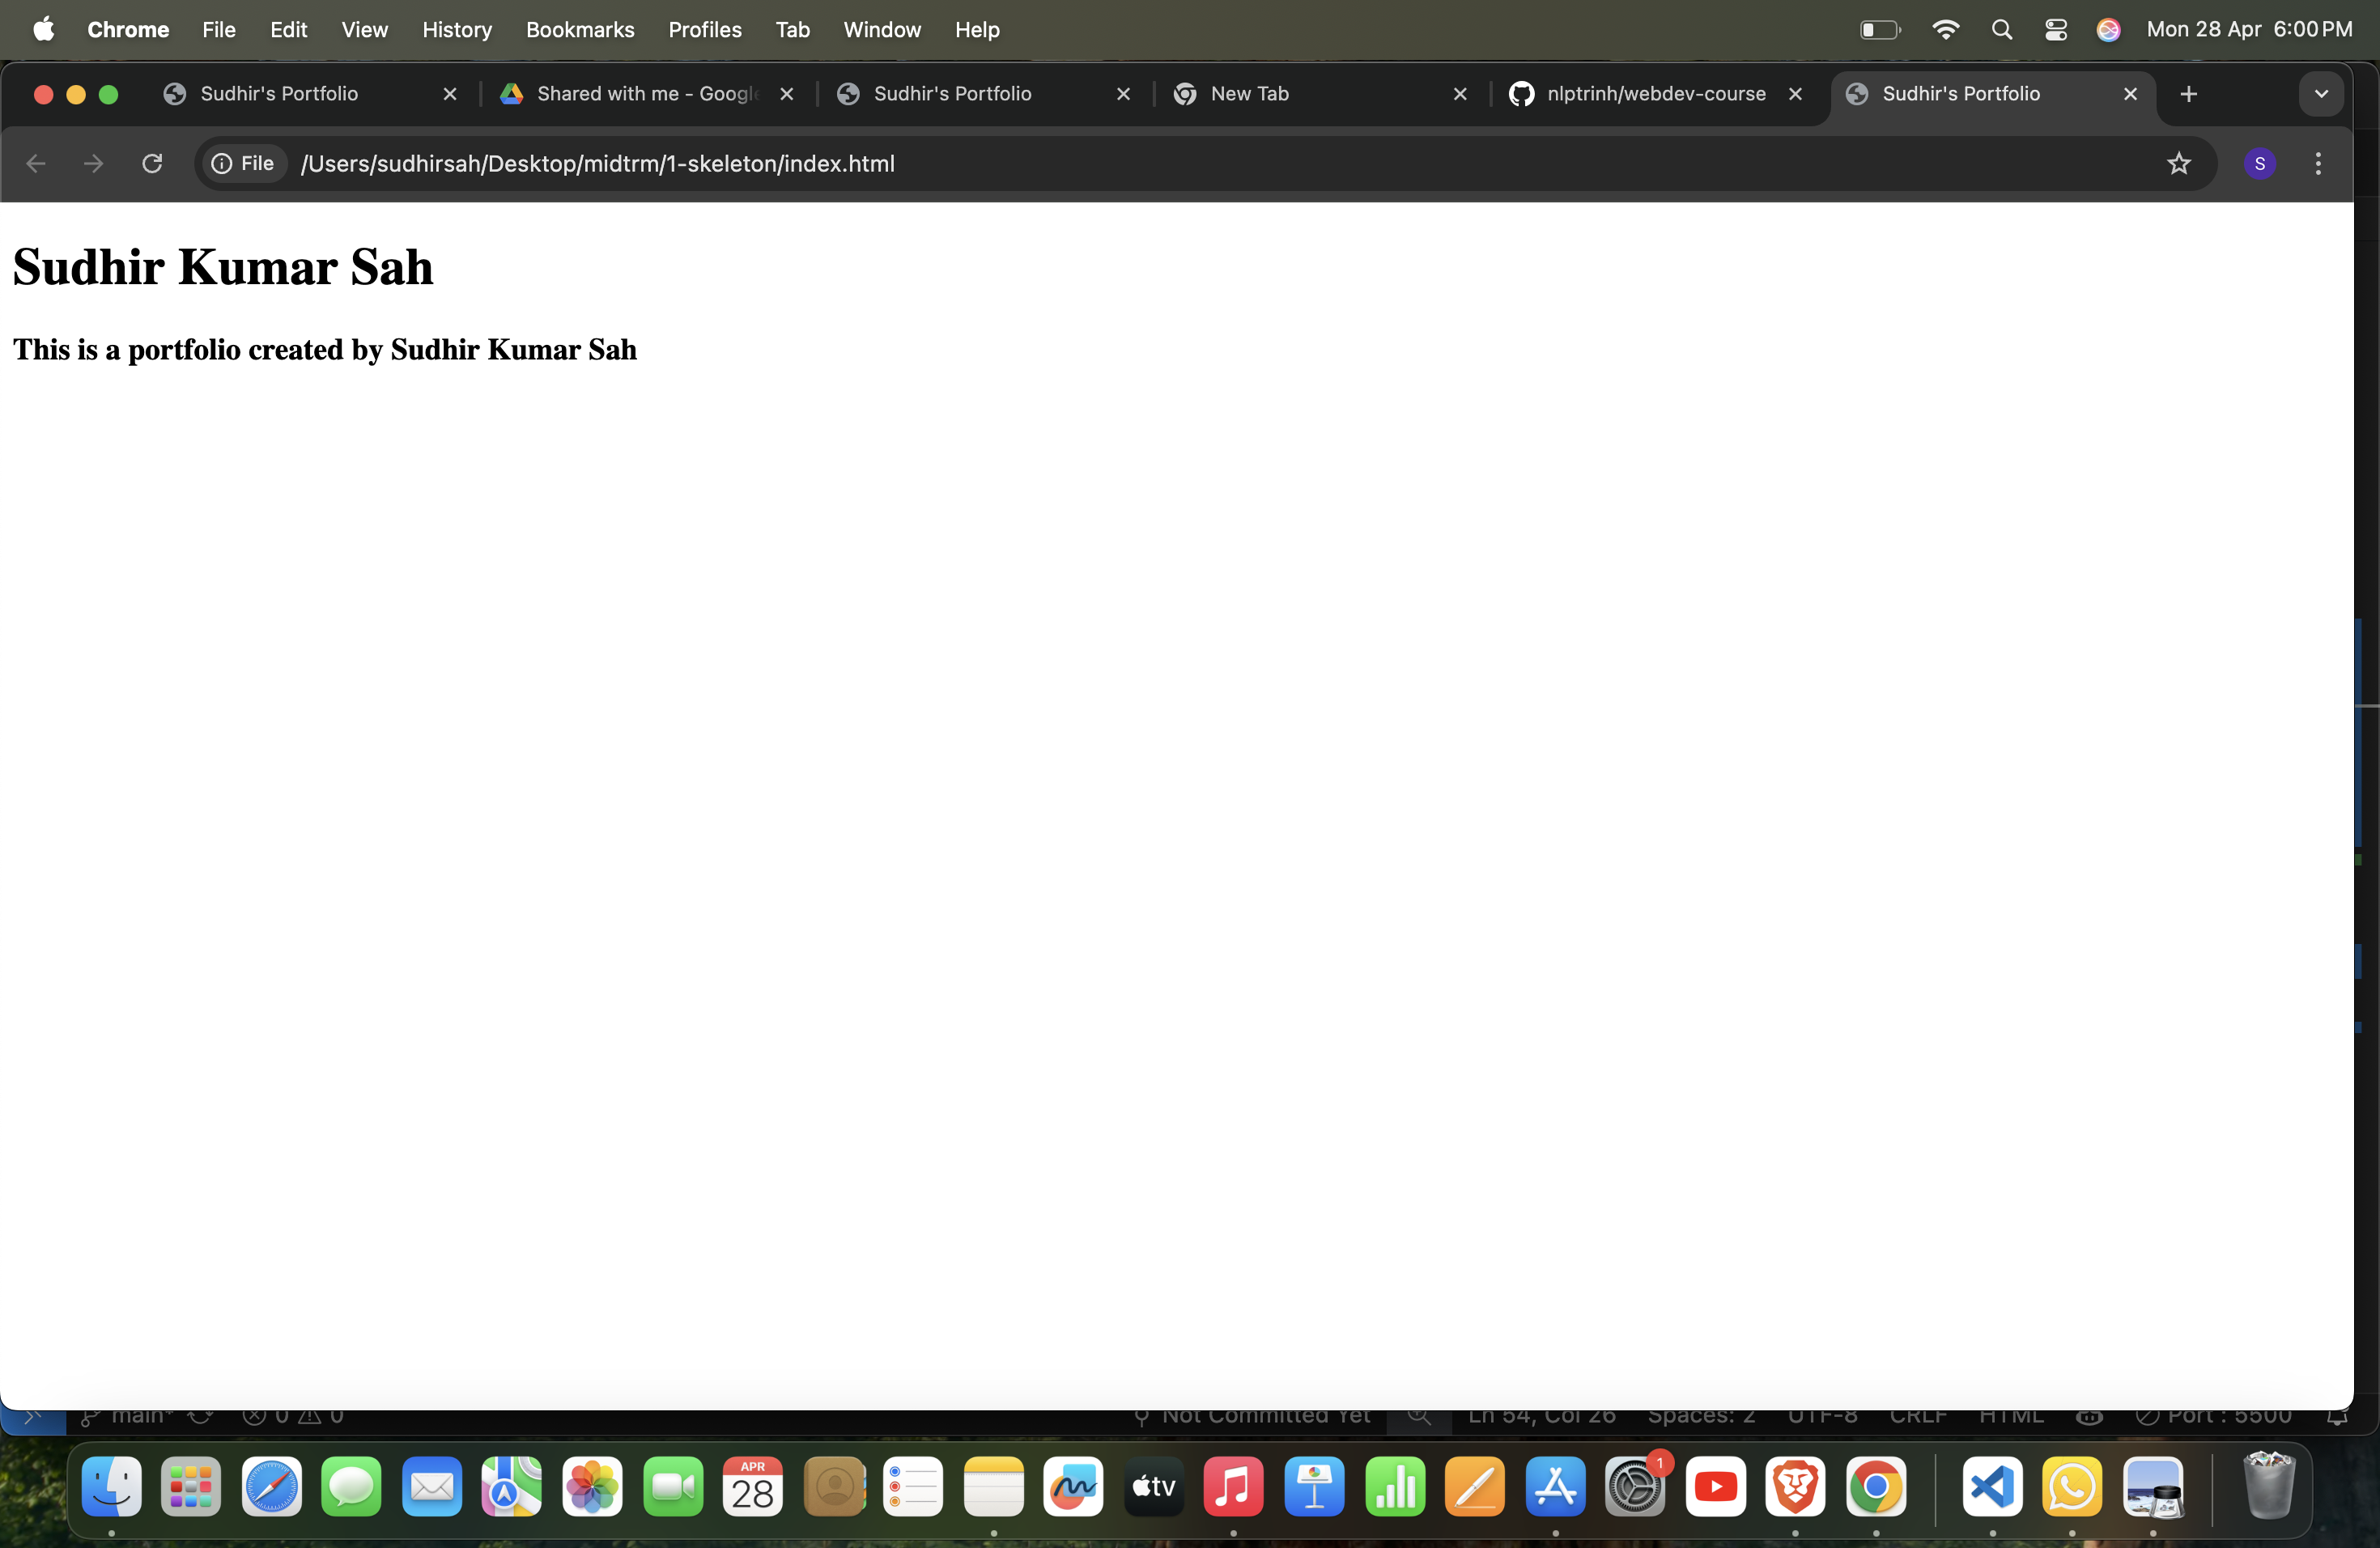 Chrome File Edit View History Bookmarks Profiles Tab Window Help Mon 28 Apr 6:00 PM
Sudhir's Portfolio Shared with me - Google Sudhir's Portfolio New Tab nlptrinh/webdev-course Sudhir's Portfolio
File /Users/sudhirsah/Desktop/midtrm/1-skeleton/index.html S
Sudhir Kumar Sah
This is a portfolio created by Sudhir Kumar Sah
main* 0 0 Not Committed Yet Ln 54, Col 26 Spaces: 2 UTF-8 CRLF HTML Port : 5500
APR
28
tv
1